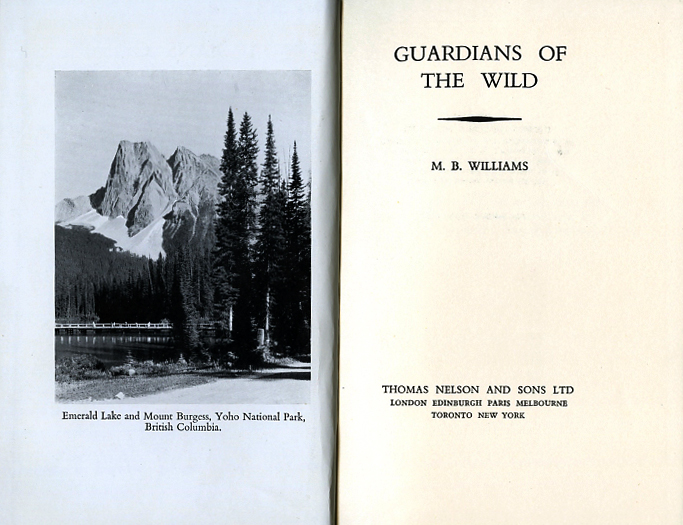 Emerald Lake and Mount Burgess, Yoho National Park,
British Columbia.
GUARDIANS OF
THE WILD
M. B. WILLIAMS
THOMAS NELSON AND SONS LTD
LONDON EDINBURGH PARIS MELBOURNE
TORONTO NEW YORK